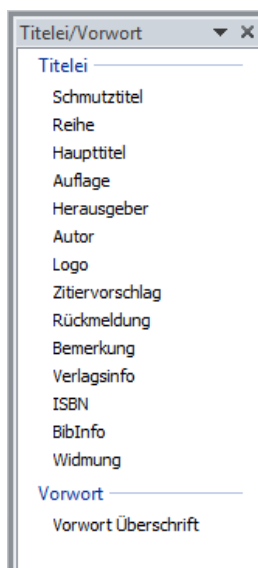 Titelei/Vorwort
Titelei
Schmutztitel
Reihe
Haupttitel
Auflage
Herausgeber
Autor
Logo
Zitiervorschlag
Rückmeldung
Bemerkung
Verlagsinfo
ISBN
BibInfo
Widmung
Vorwort
Vorwort Überschrift